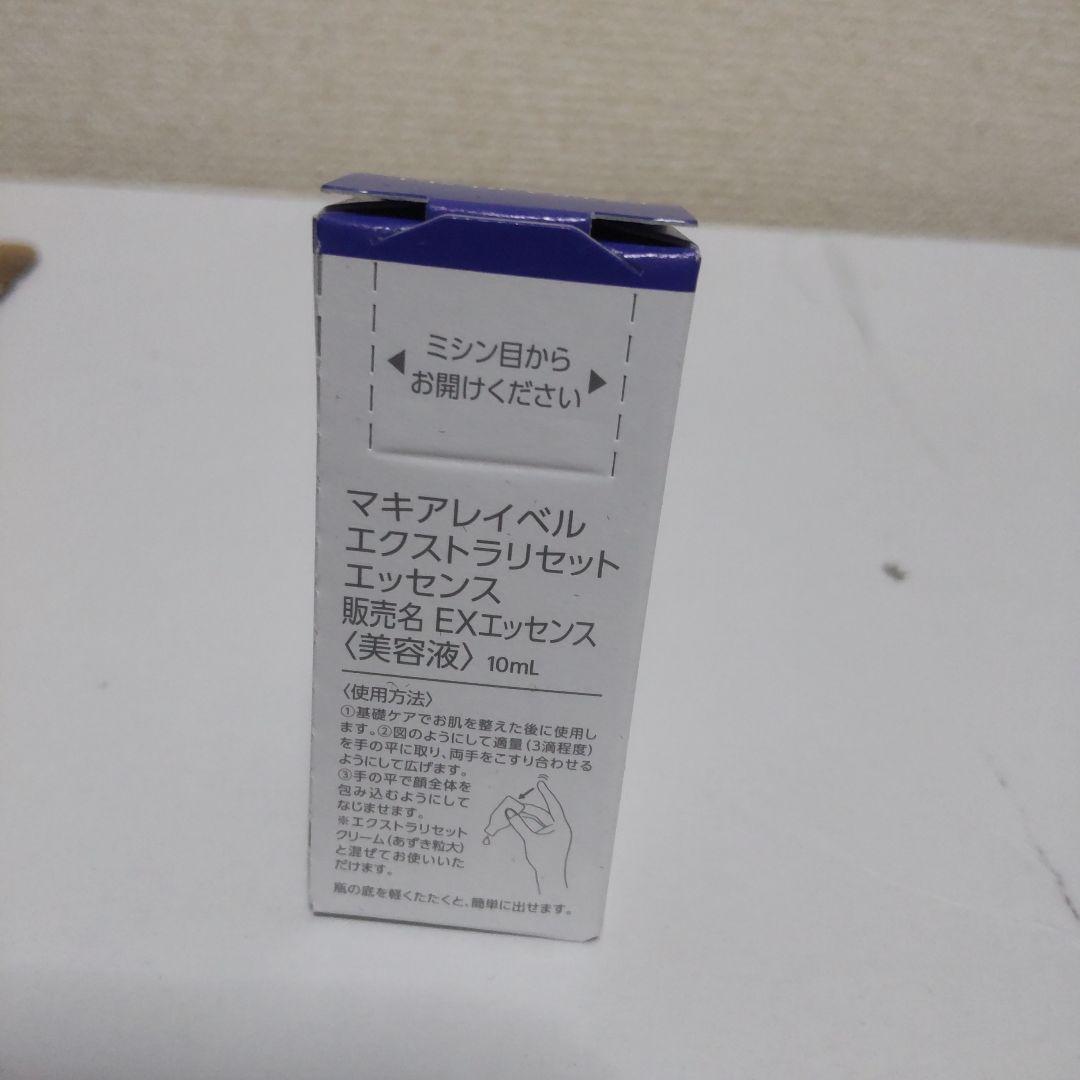 ミシン目から
お開けください
マキアレイベル
エクストラリセット
エッセンス
販売名 EXエッセンス
〈美容液〉 10mL
〈使用方法〉
①基礎ケアでお肌を整えた後に使用し
ます。②図のようにして適量(3滴程度)
を手の平に取り、両手をこすり合わせる
ようにして広げます。
③手の平で顔全体を
包み込むようにして
なじませます。
※エクストラリセット
クリーム(あずき粒大)
と混ぜてお使いいた
だけます。
瓶の底を軽くたたくと、簡単に出せます。